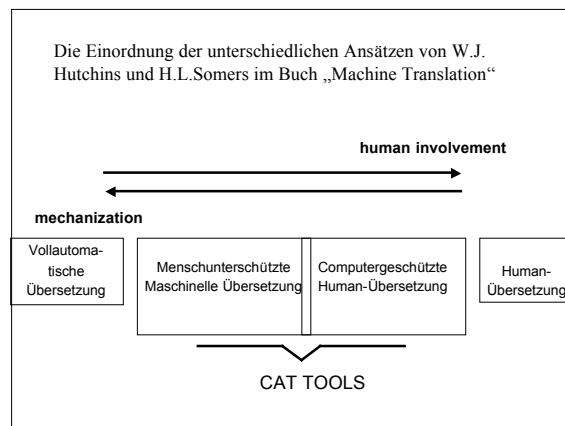 Die Einordnung der unterschiedlichen Ansätzen von W.J.
Hutchins und H.L.Somers im Buch „Machine Translation“
human involvement
mechanization
Vollautoma-
tische
Übersetzung
Menschunterschützte
Maschinelle Übersetzung
Computergeschützte
Human-Übersetzung
Human-
Übersetzung
CAT TOOLS